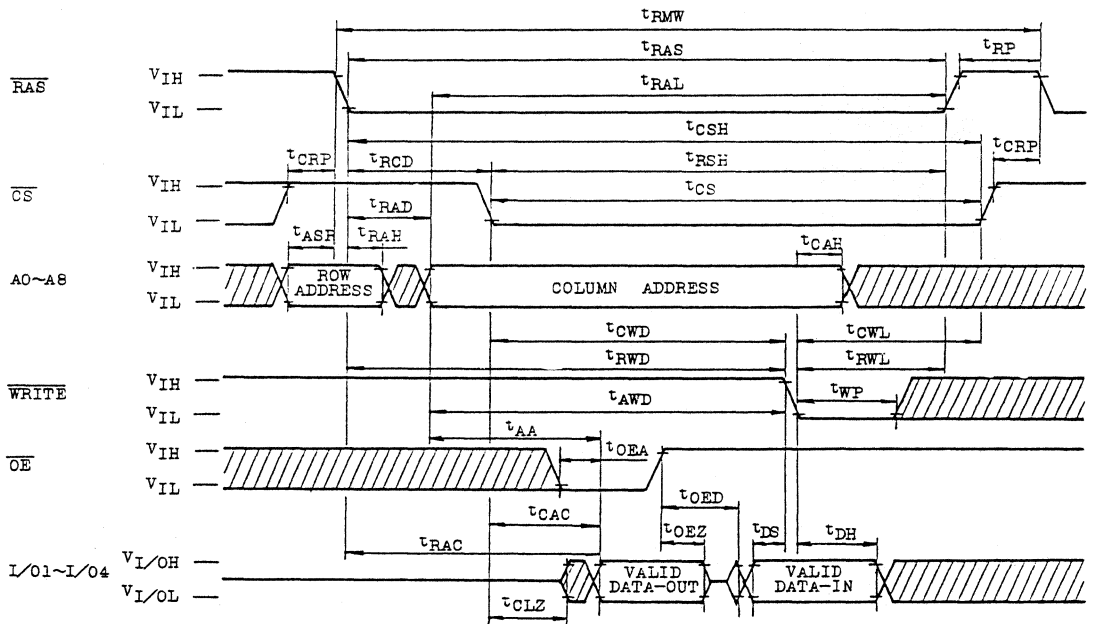 tRMW
tRAS
tRP
RAS
VIH
VIL
tRAL
tCSH
tCRP
tRCD
tRSH
tCRP
CS
VIH
VIL
tCS
tRAD
tASR
tRAH
tCAH
A0~A8
VIH
VIL
ROW
ADDRESS
COLUMN ADDRESS
tCWD
tCWL
tRWD
tRWL
WRITE
VIH
VIL
tWP
tAWD
tAA
OE
VIH
VIL
tOEA
tOED
tCAC
tOEZ
tDS
tDH
tRAC
I/O1~I/O4
VI/OH
VI/OL
VALID
DATA-OUT
VALID
DATA-IN
tCLZ